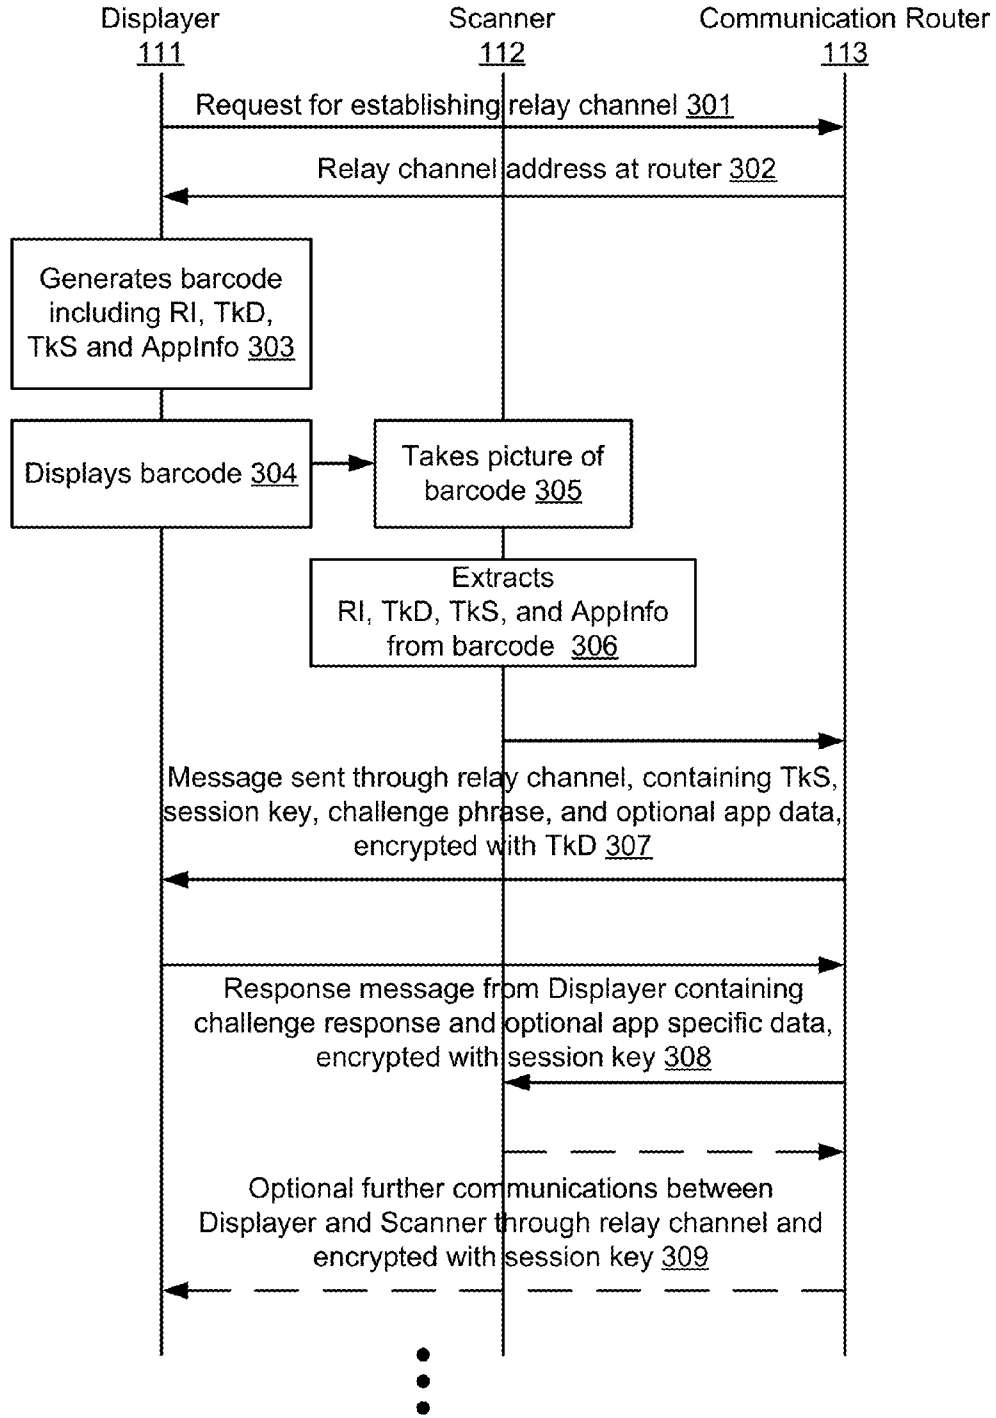 Displayer
111
Scanner
112
Communication Router
113
Request for establishing relay channel 301
Relay channel address at router 302
Generates barcode
including RI, TkD,
TkS and AppInfo 303
Displays barcode 304
Takes picture of
barcode 305
Extracts
RI, TkD, TkS, and AppInfo
from barcode 306
Message sent through relay channel, containing TkS,
session key, challenge phrase, and optional app data,
encrypted with TkD 307
Response message from Displayer containing
challenge response and optional app specific data,
encrypted with session key 308
Optional further communications between
Displayer and Scanner through relay channel and
encrypted with session key 309